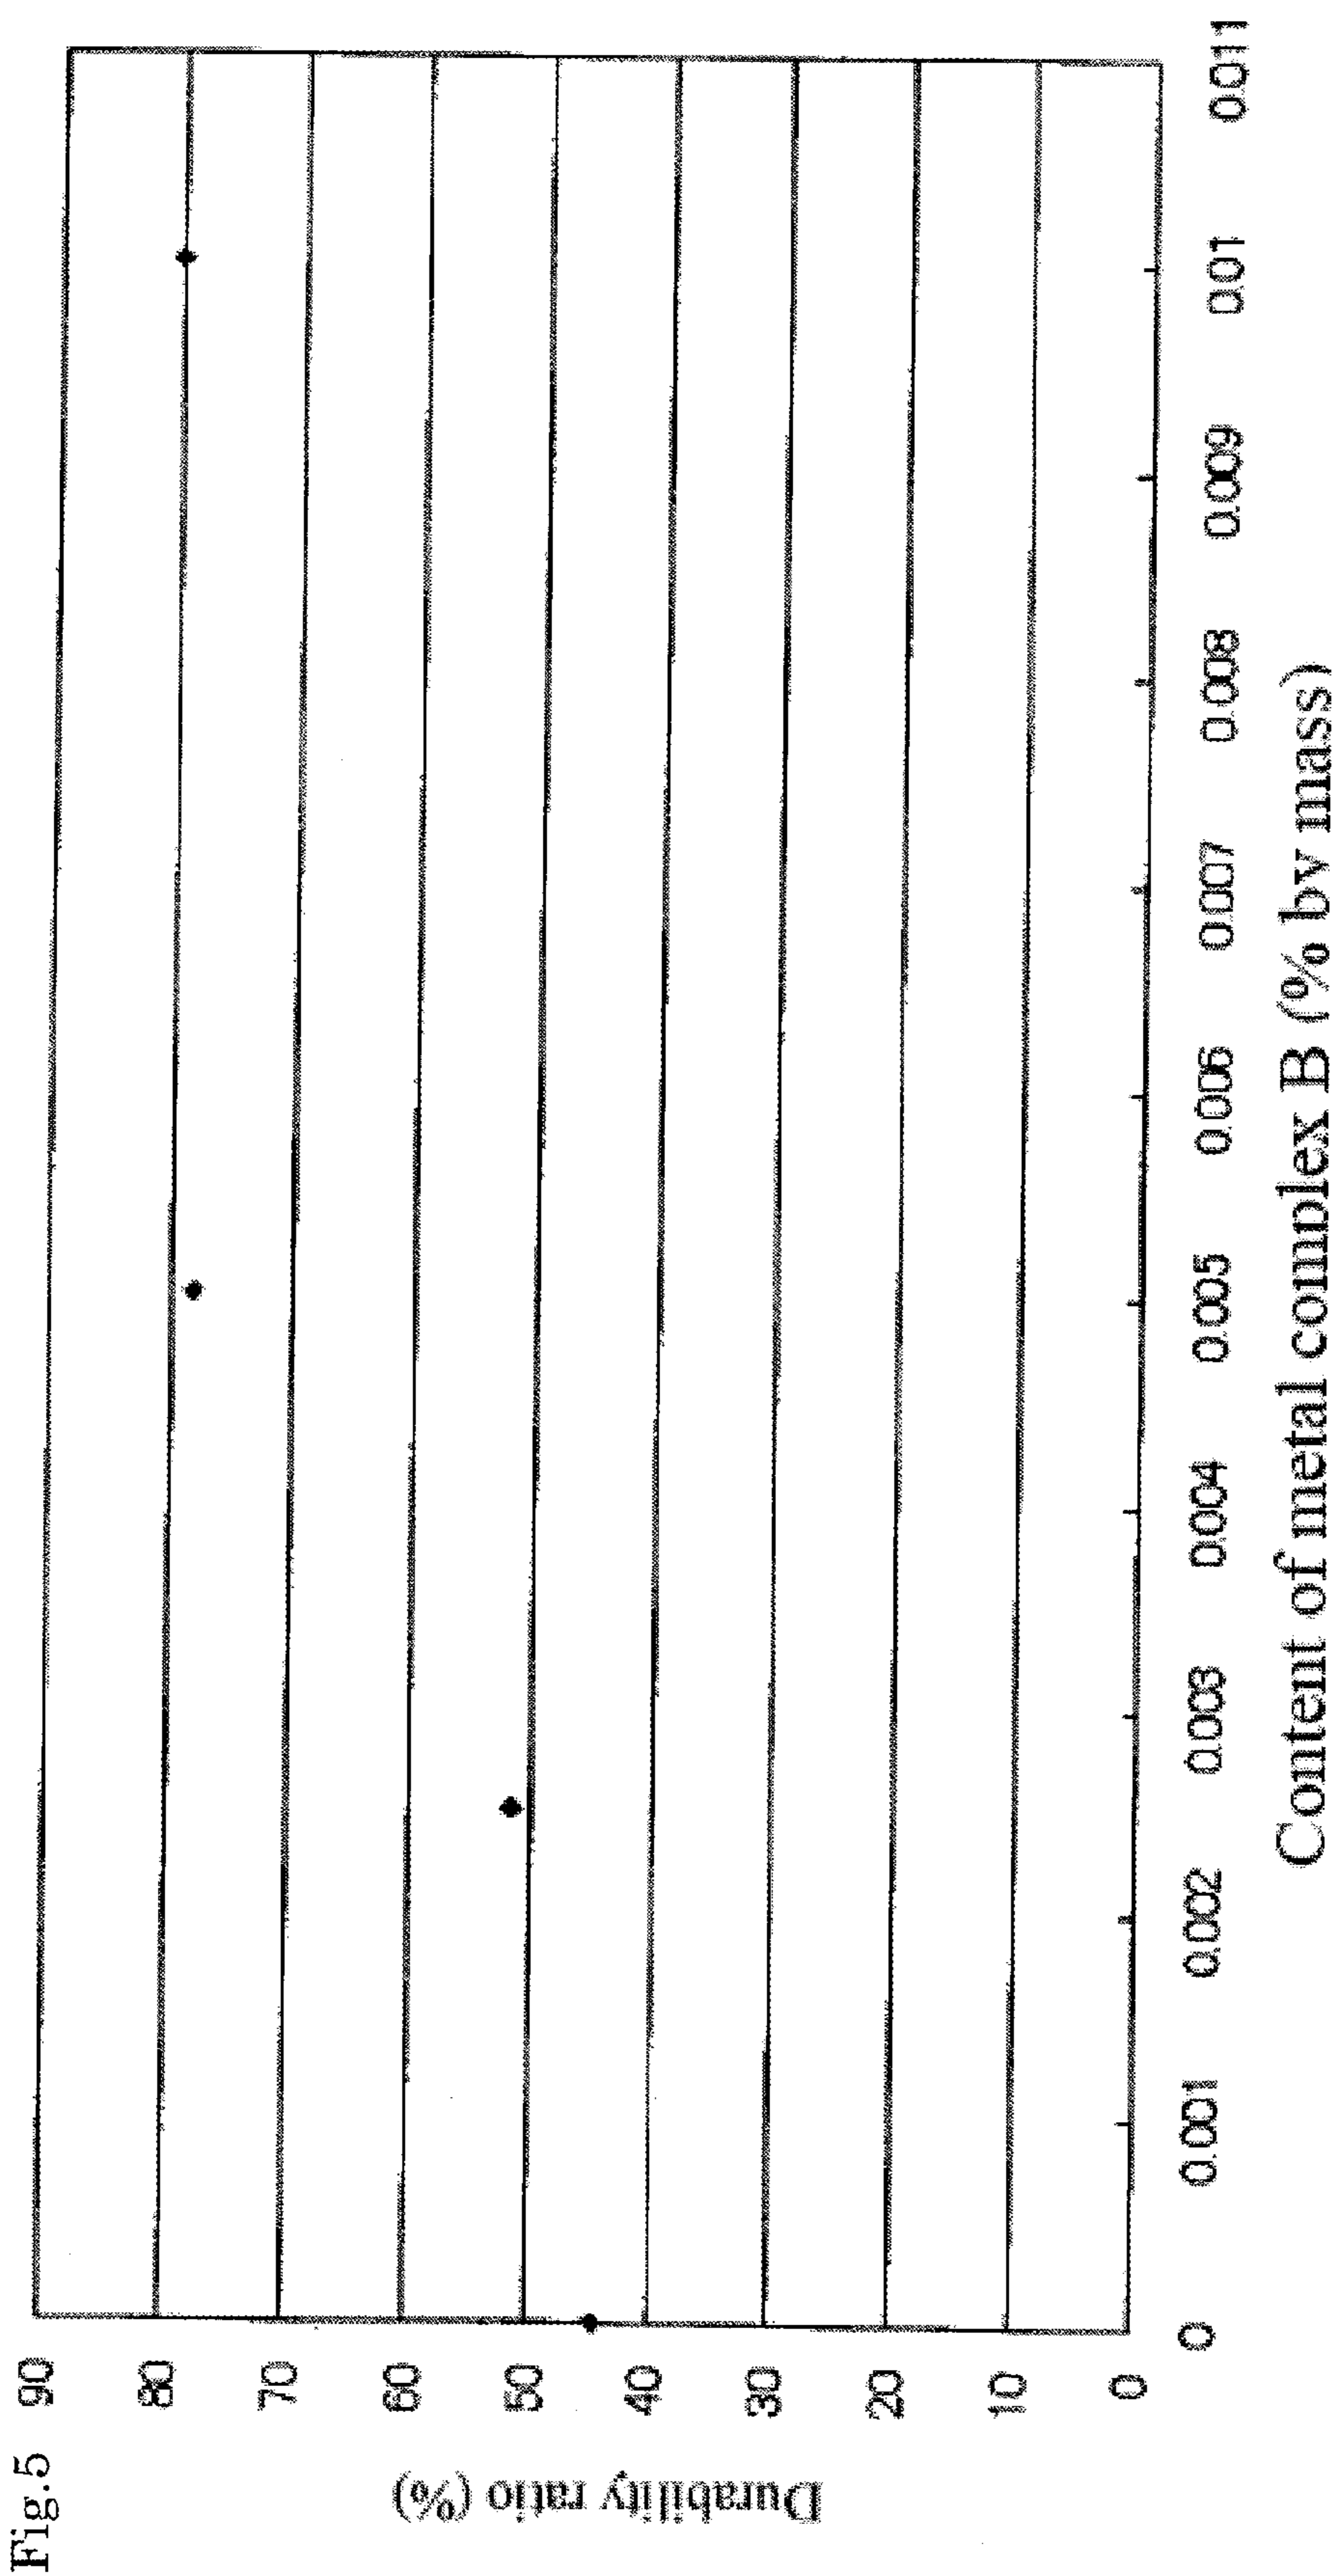 Fig.5
Durability ratio (%)
90
80
70
60
50
40
30
20
10
0
0 0.001 0.002 0.003 0.004 0.005 0.006 0.007 0.008 0.009 0.01 0.011
Content of metal complex B (% by mass)